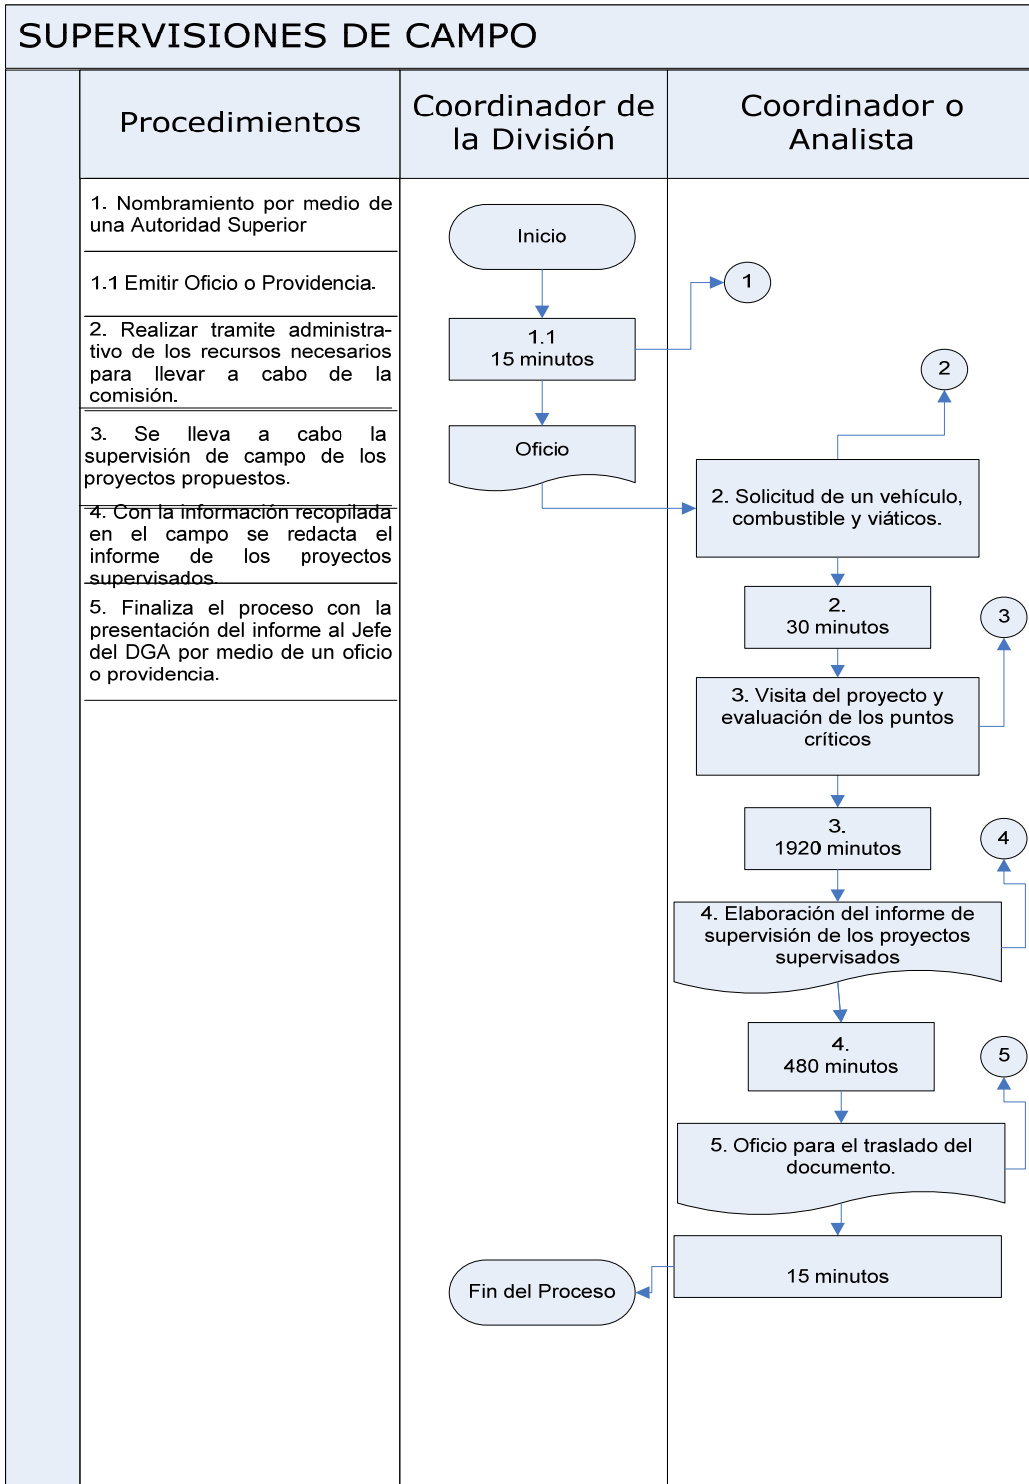 SUPERVISIONES DE CAMPO
Procedimientos
Coordinador de
la División
Coordinador o
Analista
1. Nombramiento por medio de
una Autoridad Superior
1.1 Emitir Oficio o Providencia.
2. Realizar tramite administra-
tivo de los recursos necesarios
para llevar a cabo de la
comisión.
3. Se lleva a cabo la
supervisión de campo de los
proyectos propuestos.
4. Con la información recopilada
en el campo se redacta el
informe de los proyectos
supervisados.
5. Finaliza el proceso con la
presentación del informe al Jefe
del DGA por medio de un oficio
o providencia.
Inicio
1
1.1
15 minutos
Oficio
2
2. Solicitud de un vehículo,
combustible y viáticos.
2.
30 minutos
3
3. Visita del proyecto y
evaluación de los puntos
críticos
3.
1920 minutos
4
4. Elaboración del informe de
supervisión de los proyectos
supervisados
4.
480 minutos
5
5. Oficio para el traslado del
documento.
15 minutos
Fin del Proceso